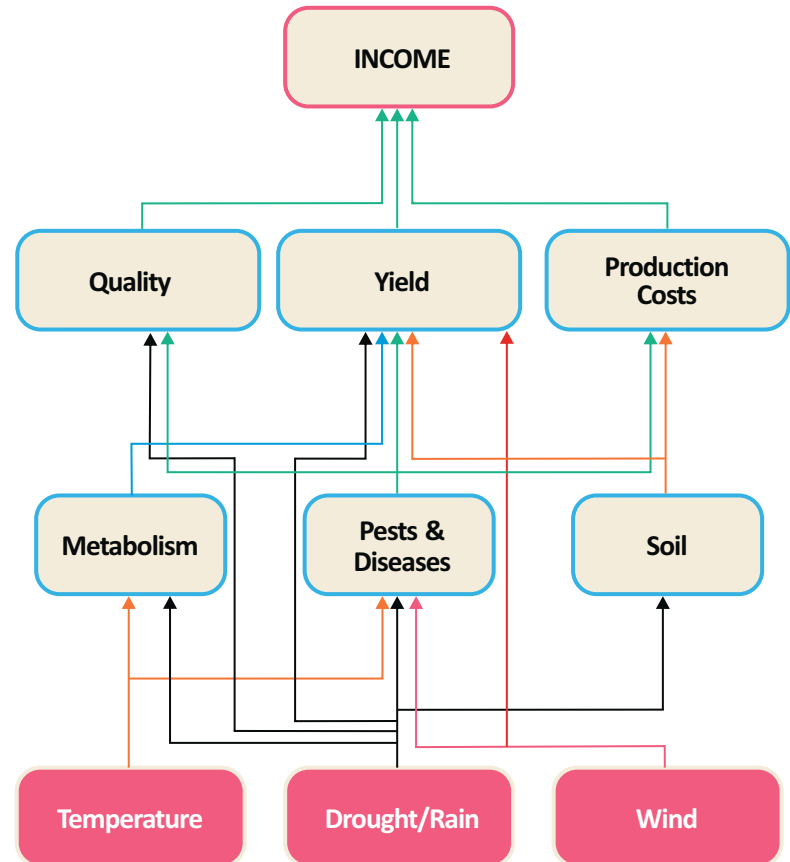 INCOME
Quality
Yield
Production
Costs
Metabolism
Pests &
Diseases
Soil
Temperature
Drought/Rain
Wind